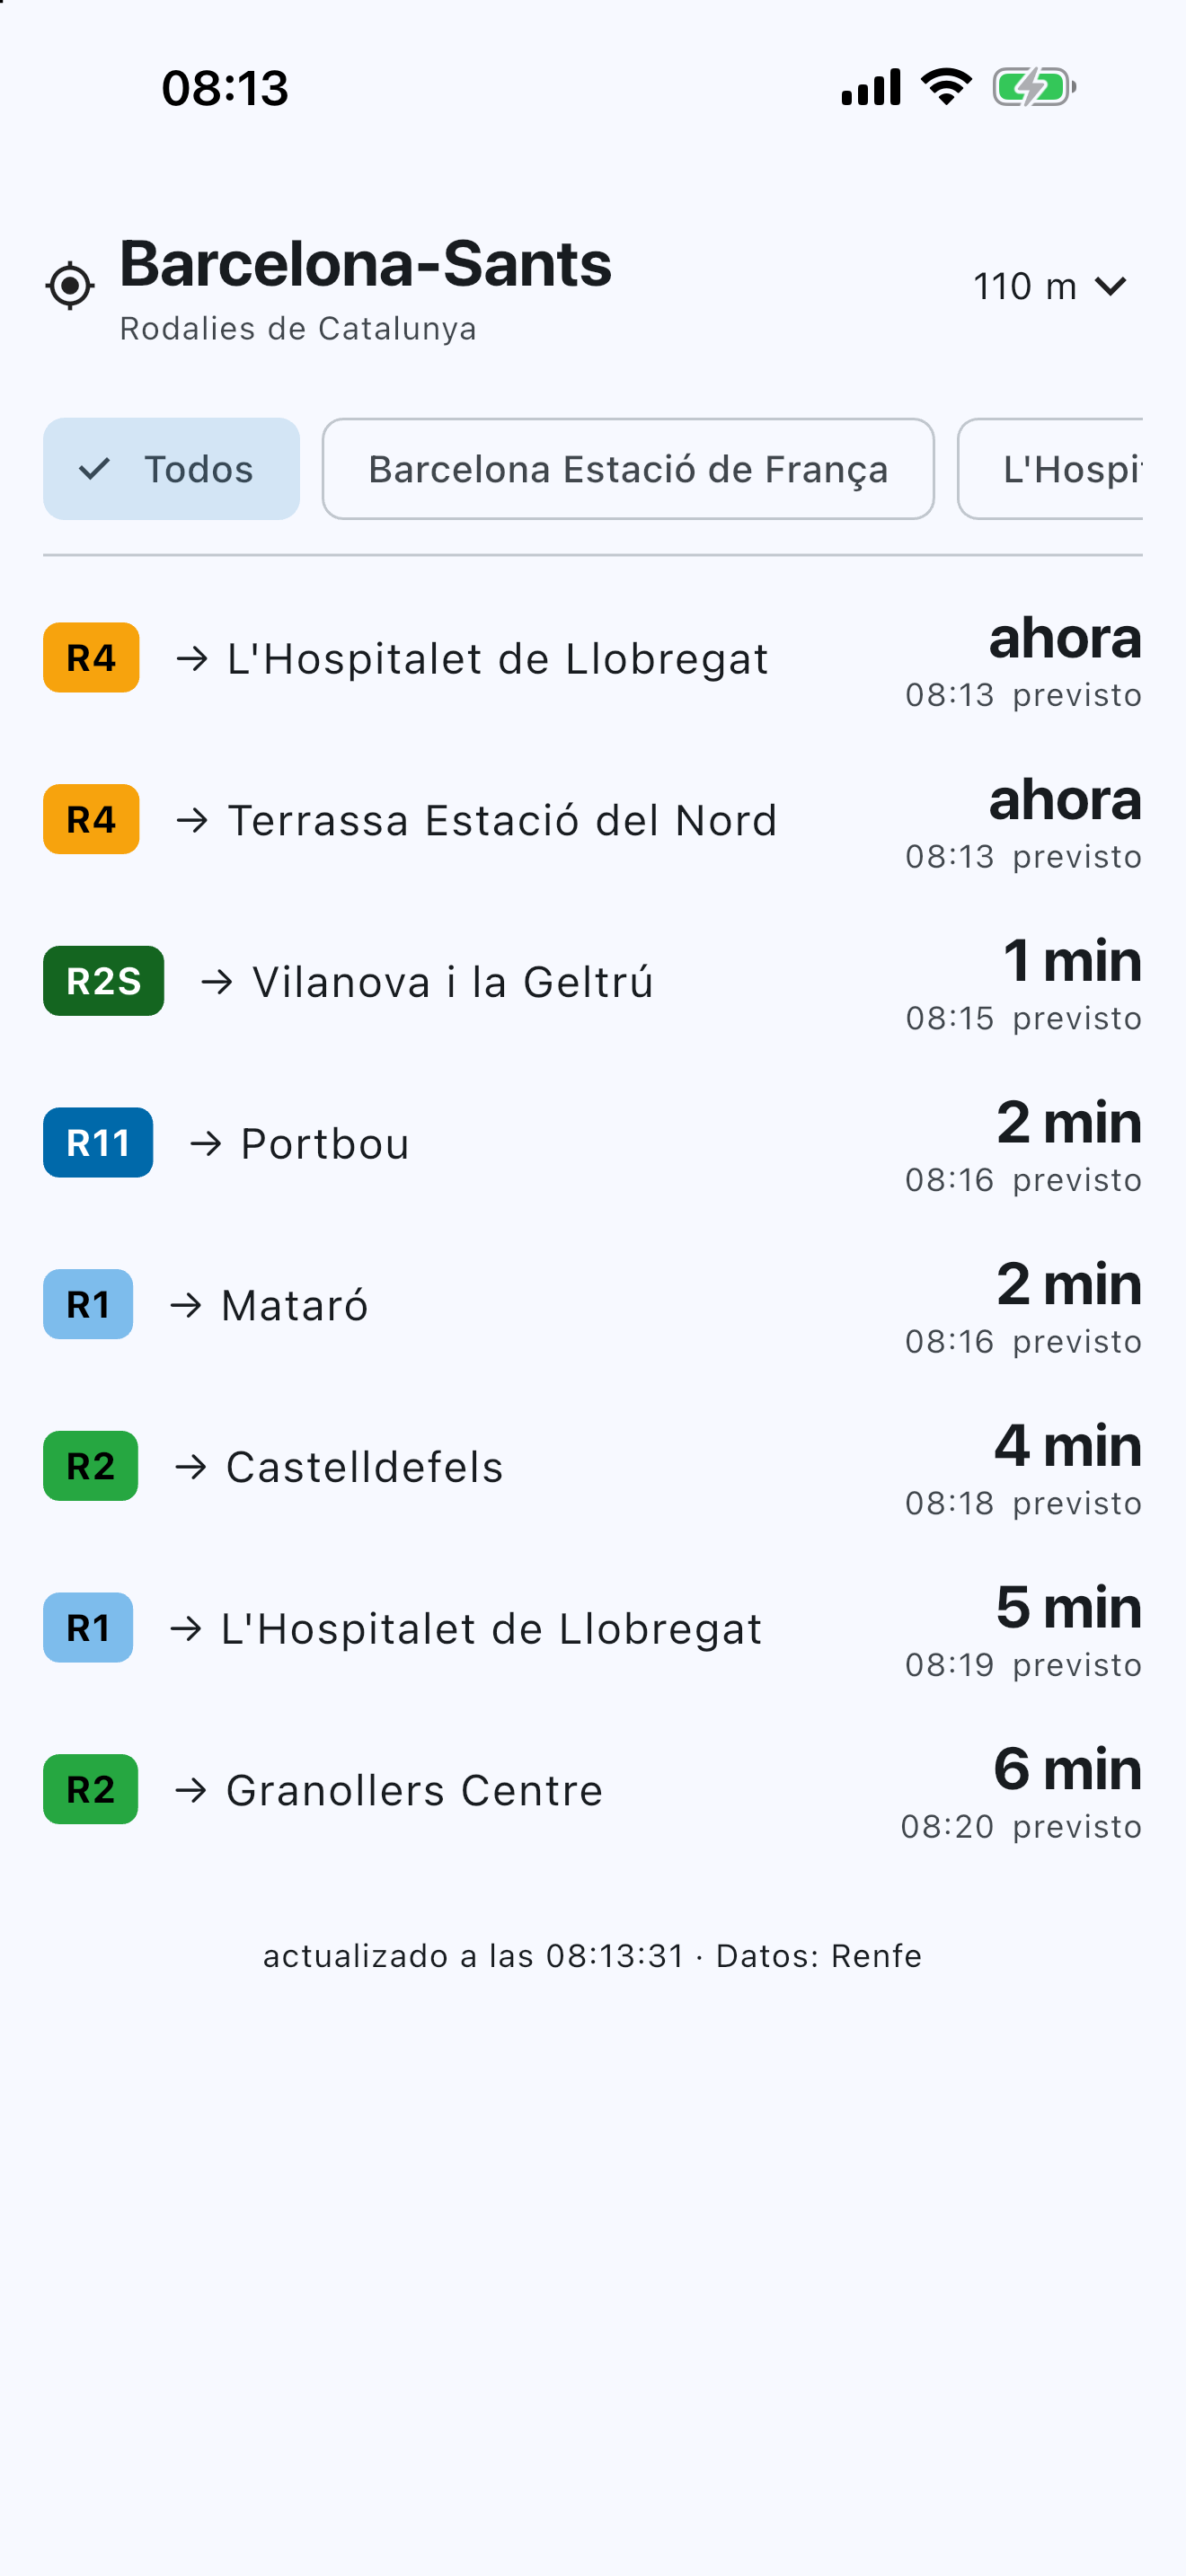 08:13
Barcelona-Sants
110 m
Rodalies de Catalunya
Todos
Barcelona Estació de França
L'Hospi
R4 → L'Hospitalet de Llobregat ahora
08:13 previsto
R4 → Terrassa Estació del Nord ahora
08:13 previsto
R2S → Vilanova i la Geltrú 1 min
08:15 previsto
R11 → Portbou 2 min
08:16 previsto
R1 → Mataró 2 min
08:16 previsto
R2 → Castelldefels 4 min
08:18 previsto
R1 → L'Hospitalet de Llobregat 5 min
08:19 previsto
R2 → Granollers Centre 6 min
08:20 previsto
actualizado a las 08:13:31 · Datos: Renfe